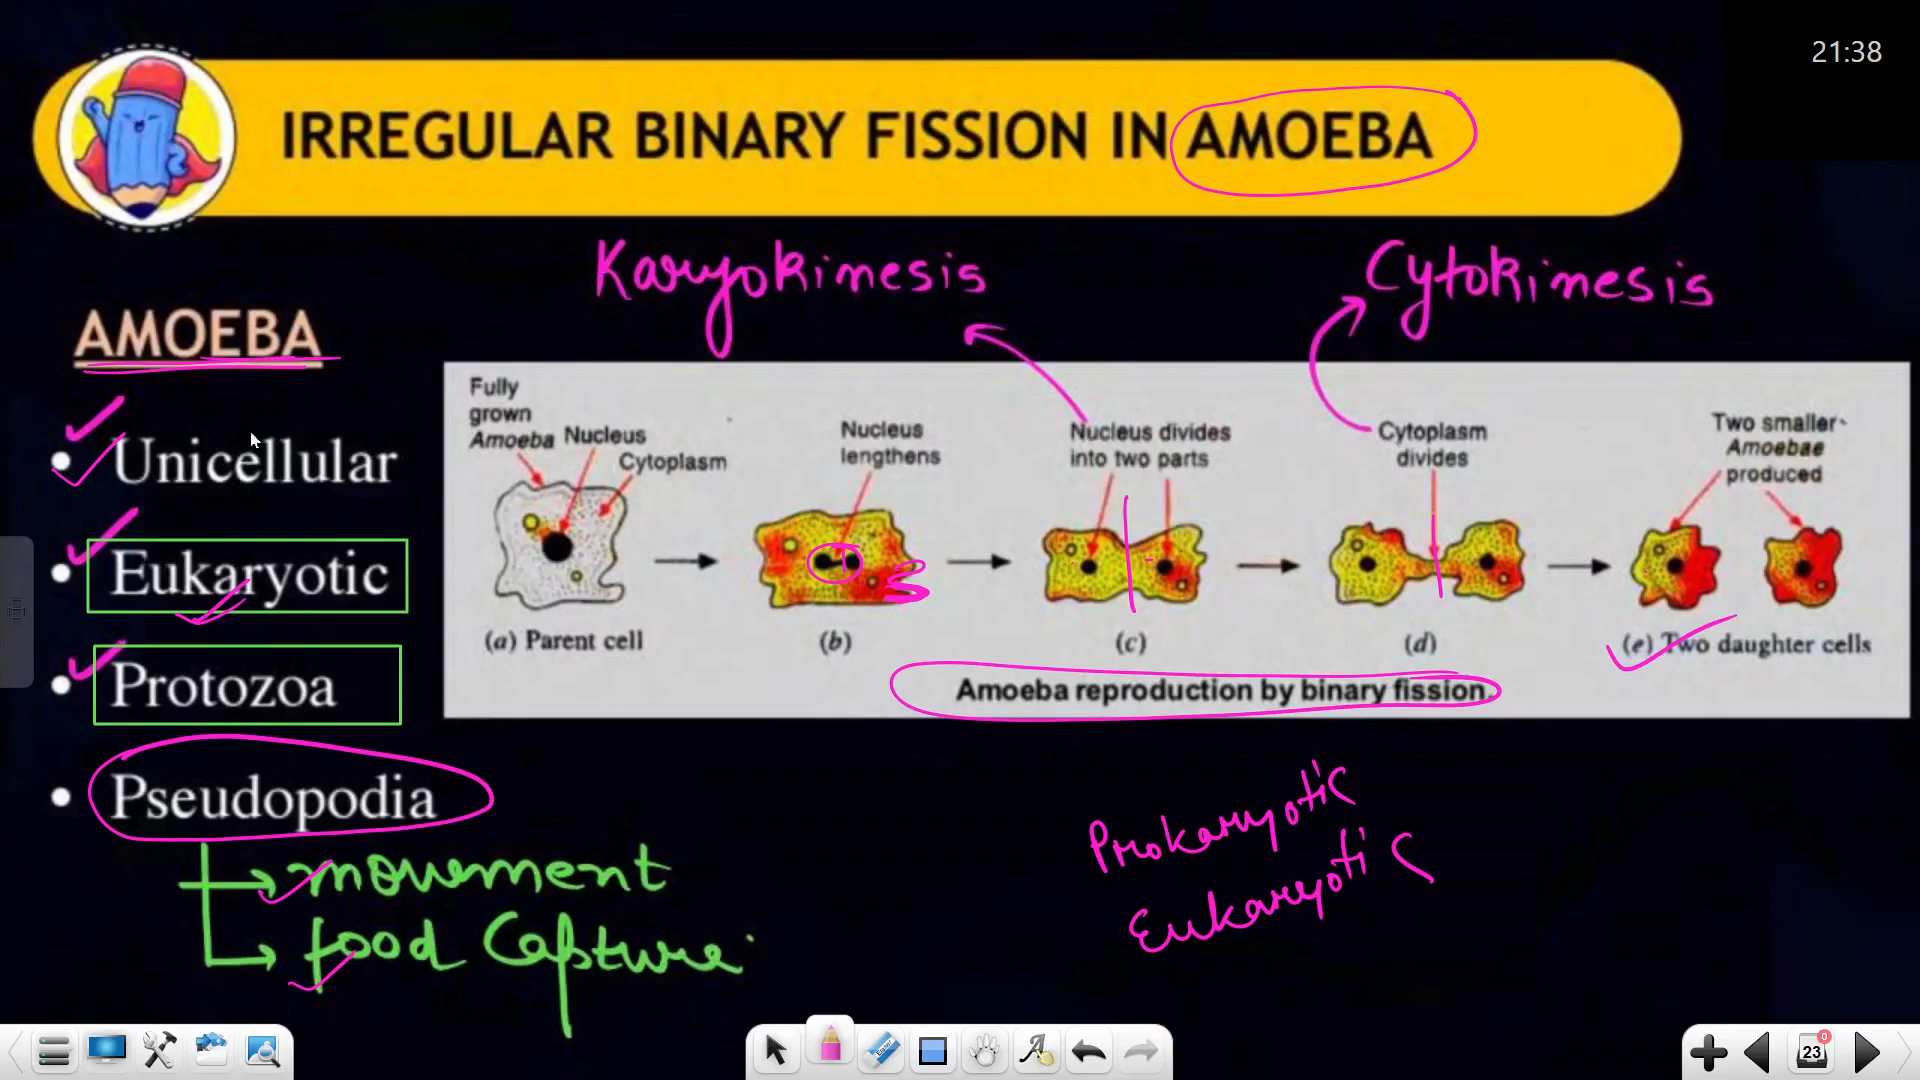 21:38
IRREGULAR BINARY FISSION IN AMOEBA
Karyokinesis
Cytokinesis
AMOEBA
• Unicellular
• Eukaryotic
• Protozoa
• Pseudopodia
→ movement
→ food Capture
Fully
grown
Amoeba
Nucleus
Cytoplasm
Nucleus
lengthens
Nucleus divides
into two parts
Cytoplasm
divides
Two smaller
Amoebae
produced
(a) Parent cell
(b)
(c)
(d)
(e) Two daughter cells
Amoeba reproduction by binary fission.
Prokaryotic
Eukaryotic
Eraser
A
23
0